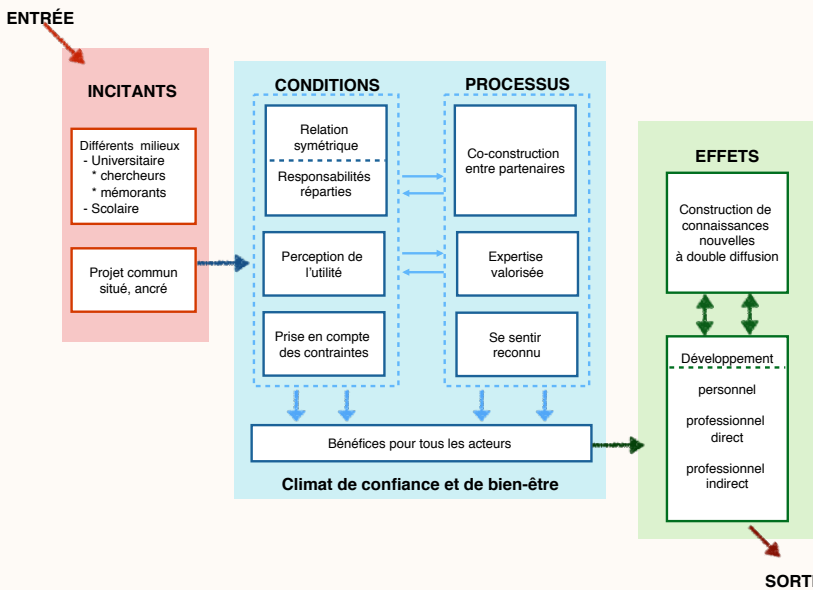 ENTRÉE
INCITANTS
Différents milieux
- Universitaire
* chercheurs
* mémorants
- Scolaire
Projet commun
situé, ancré
CONDITIONS
Relation
symétrique
Responsabilités
réparties
Perception de
l'utilité
Prise en compte
des contraintes
PROCESSUS
Co-construction
entre partenaires
Expertise
valorisée
Se sentir
reconnu
Bénéfices pour tous les acteurs
Climat de confiance et de bien-être
EFFETS
Construction de
connaissances
nouvelles
à double diffusion
Développement
personnel
professionnel
direct
professionnel
indirect
SORTI